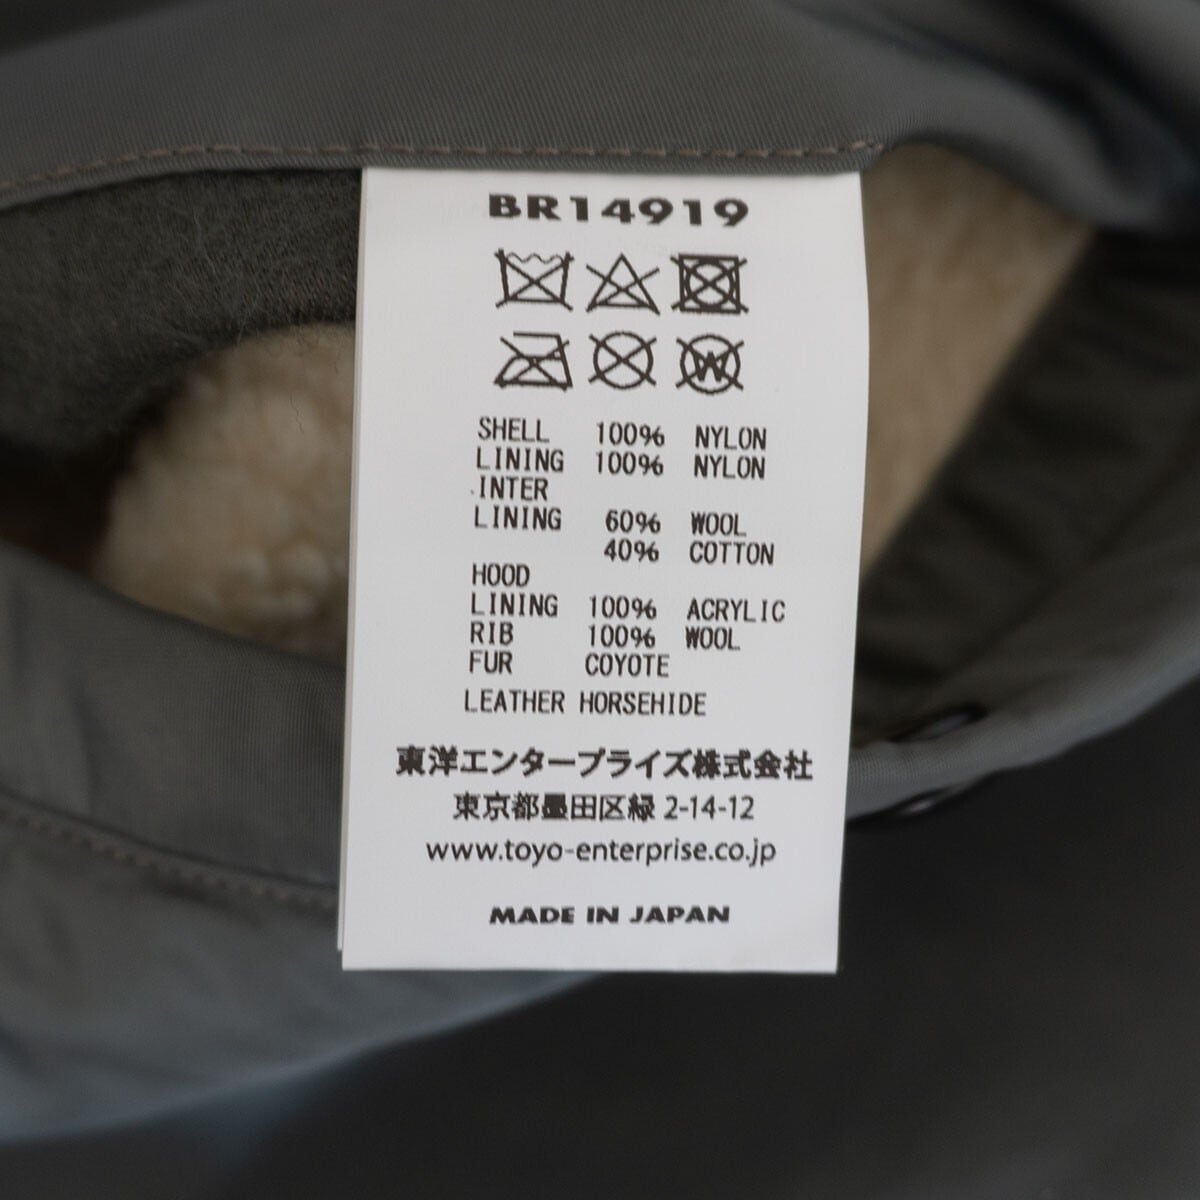 BR14919
W
SHELL 100% NYLON
LINING 100% NYLON
INTER
LINING 60% WOOL
40% COTTON
HOOD
LINING 100% ACRYLIC
RIB 100% WOOL
FUR COYOTE
LEATHER HORSEHIDE
東洋エンタープライズ株式会社
東京都墨田区緑 2-14-12
www.toyo-enterprise.co.jp
MADE IN JAPAN